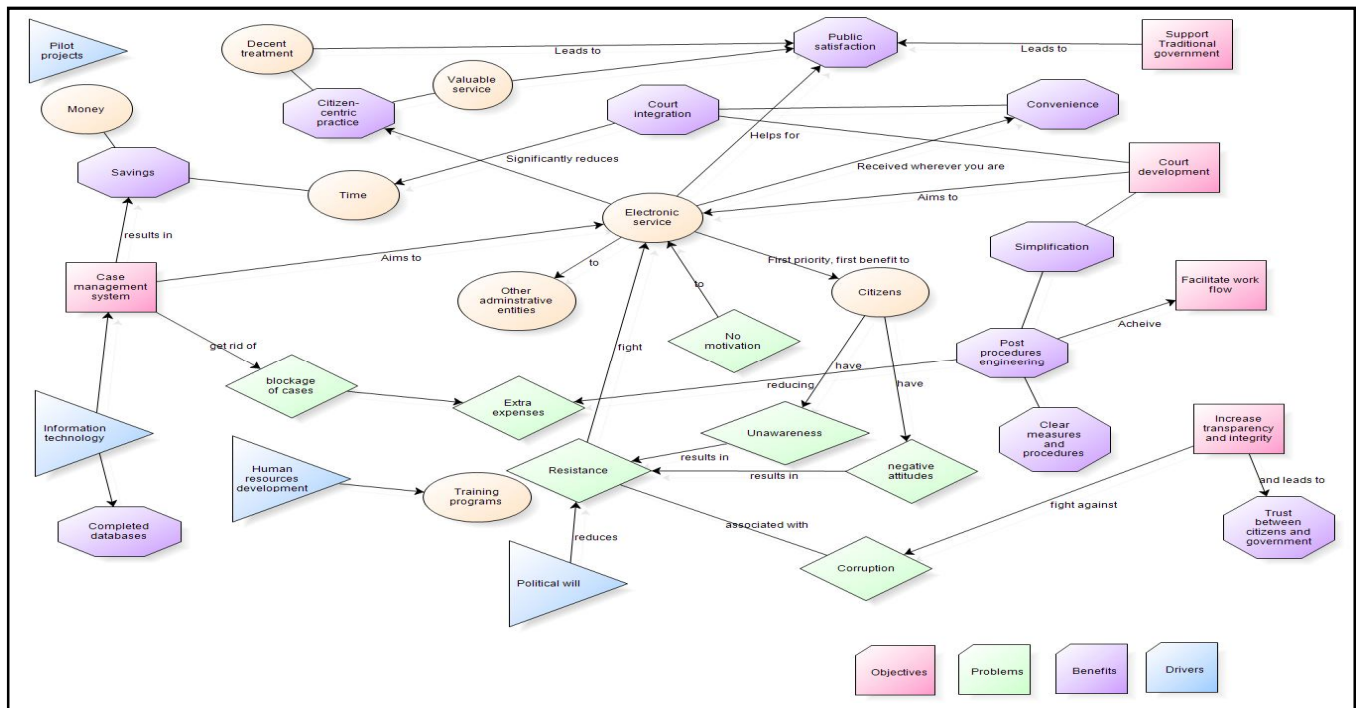 Pilot
projects
Decent
treatment
Leads to
Public
satisfaction
Leads to
Support
Traditional
government
Money
Citizen-
centric
practice
Valuable
service
Court
integration
Convenience
Helps for
Savings
Significantly reduces
Received wherever you are
Court
development
Time
Electronic
service
Aims to
results in
Simplification
Case
management
system
Aims to
to
First priority, first benefit to
Other
adminstrative
entities
to
Citizens
Facilitate work
flow
No
motivation
Acheive
get rid of
fight
Post
procedures
engineering
blockage
of cases
have
reducing
have
Extra
expenses
Information
technology
Unawareness
Clear
measures
and
procedures
Increase
transparency
and integrity
Human
resources
development
Resistance
results in
results in
negative
attitudes
Training
programs
and leads to
fight against
Completed
databases
associated with
Trust
between
citizens and
government
reduces
Political will
Corruption
Objectives
Problems
Benefits
Drivers